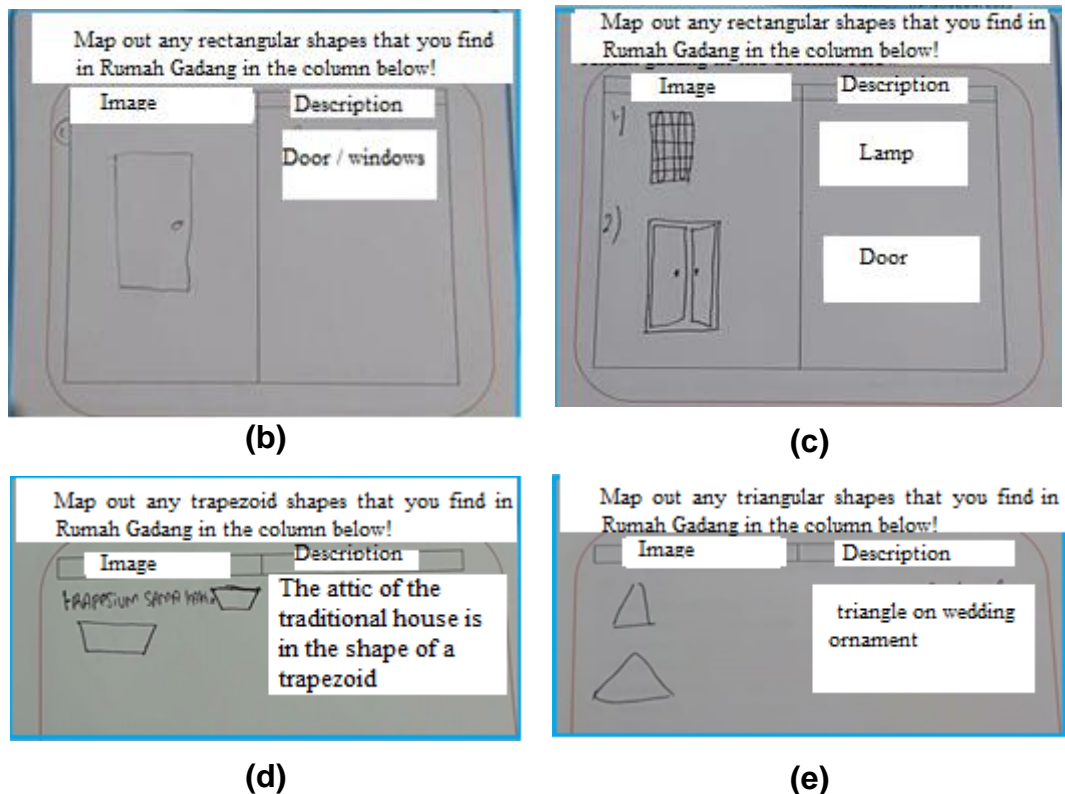 Map out any rectangular shapes that you find
in Rumah Gadang in the column below!
Image
Description
Door / windows
(b)
Map out any rectangular shapes that you find in
Rumah Gadang in the column below!
Image
Description
1)
Lamp
2)
Door
(c)
Map out any trapezoid shapes that you find in
Rumah Gadang in the column below!
Image
Description
TRAPESIUM SAMA
The attic of the
traditional house is
in the shape of a
trapezoid
(d)
Map out any triangular shapes that you find in
Rumah Gadang in the column below!
Image
Description
triangle on wedding
ornament
(e)